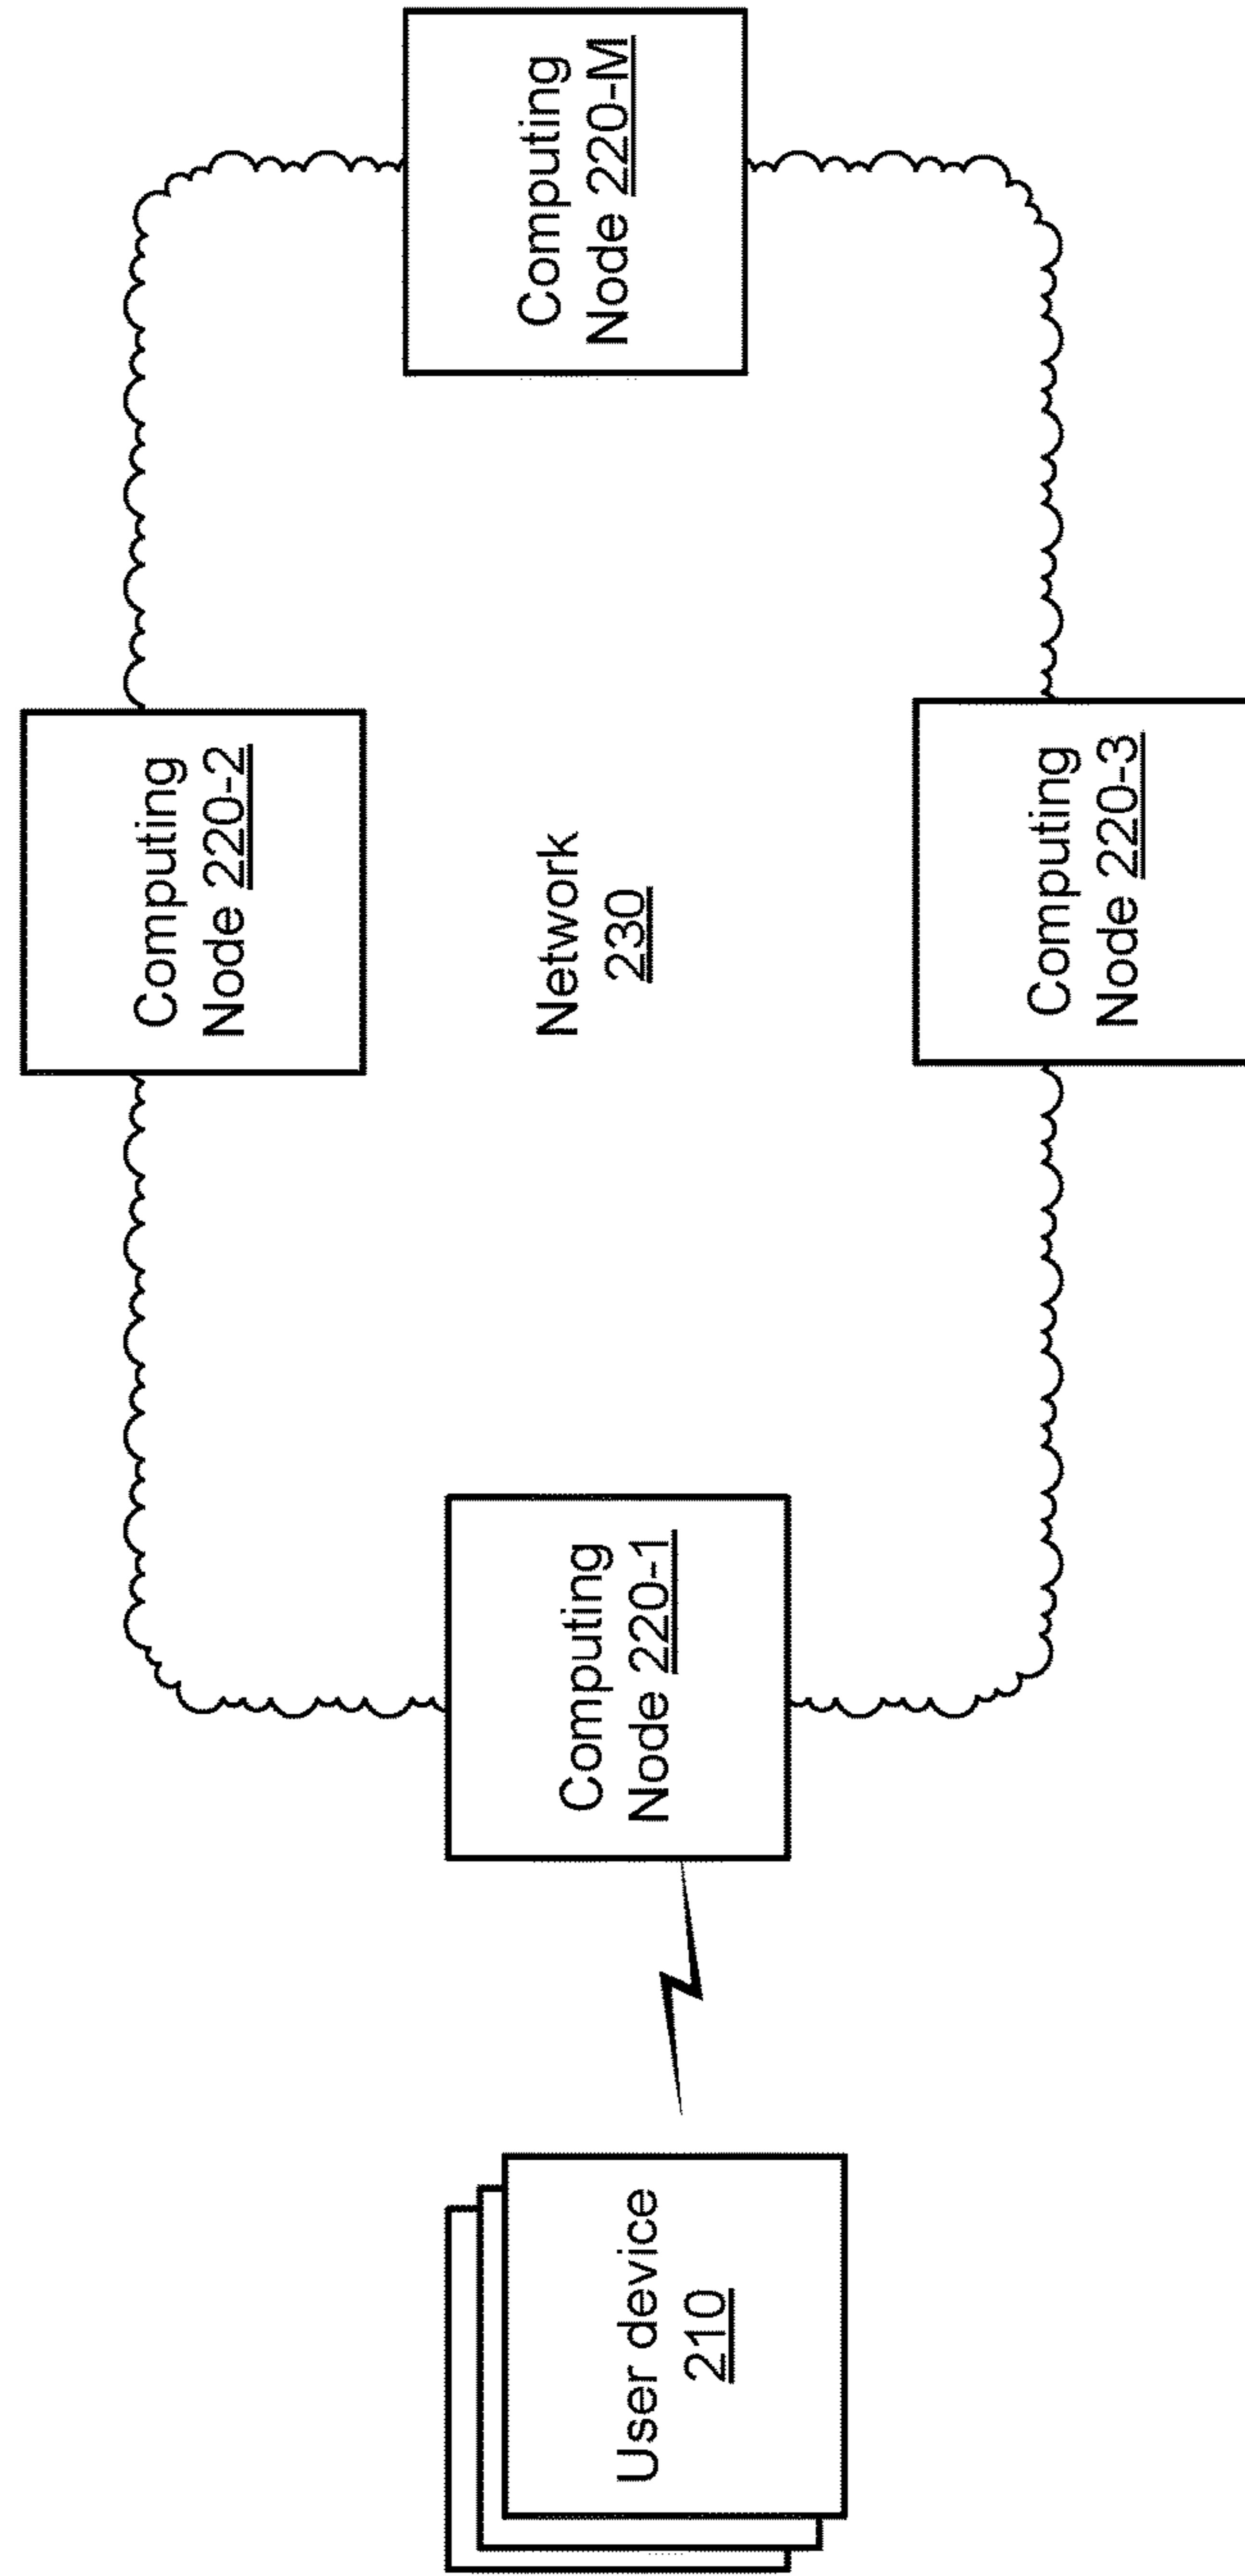 Computing
Node 220-2
User device
210
Computing
Node 220-1
Network
230
Computing
Node 220-M
Computing
Node 220-3